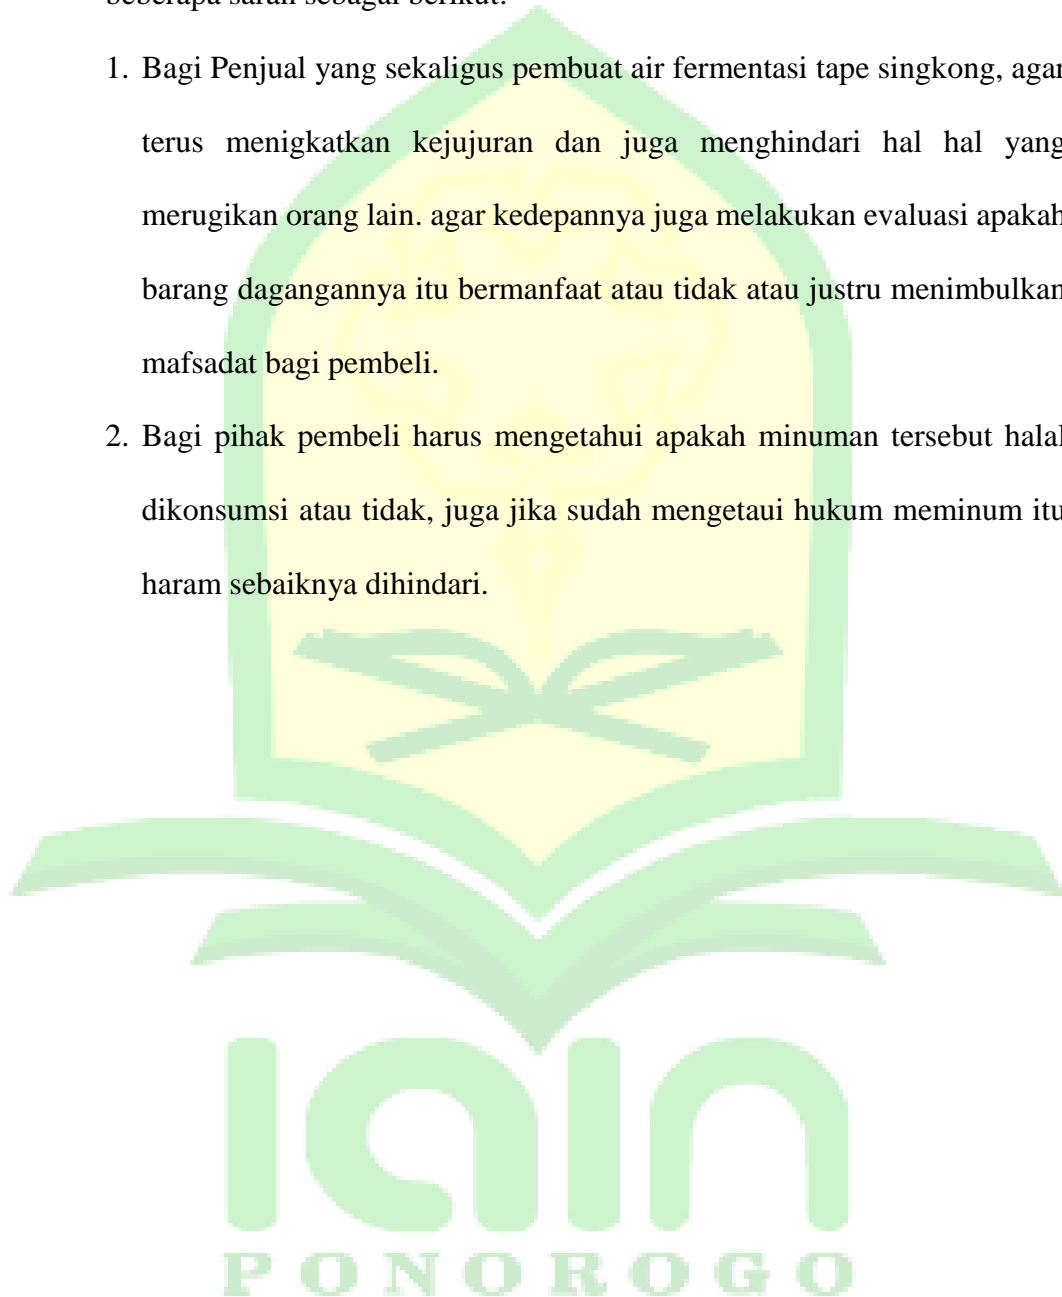 beberapa saran sebagai berikut:
1. Bagi Penjual yang sekaligus pembuat air fermentasi tape singkong, agar
terus menigkatkan kejujuran dan juga menghindari hal hal yang
merugikan orang lain. agar kedepannya juga melakukan evaluasi apakah
barang dagangannya itu bermanfaat atau tidak atau justru menimbulkan
mafsadat bagi pembeli.
2. Bagi pihak pembeli harus mengetahui apakah minuman tersebut halal
dikonsumsi atau tidak, juga jika sudah mengetaui hukum meminum itu
haram sebaiknya dihindari.
iain
PONOROGO